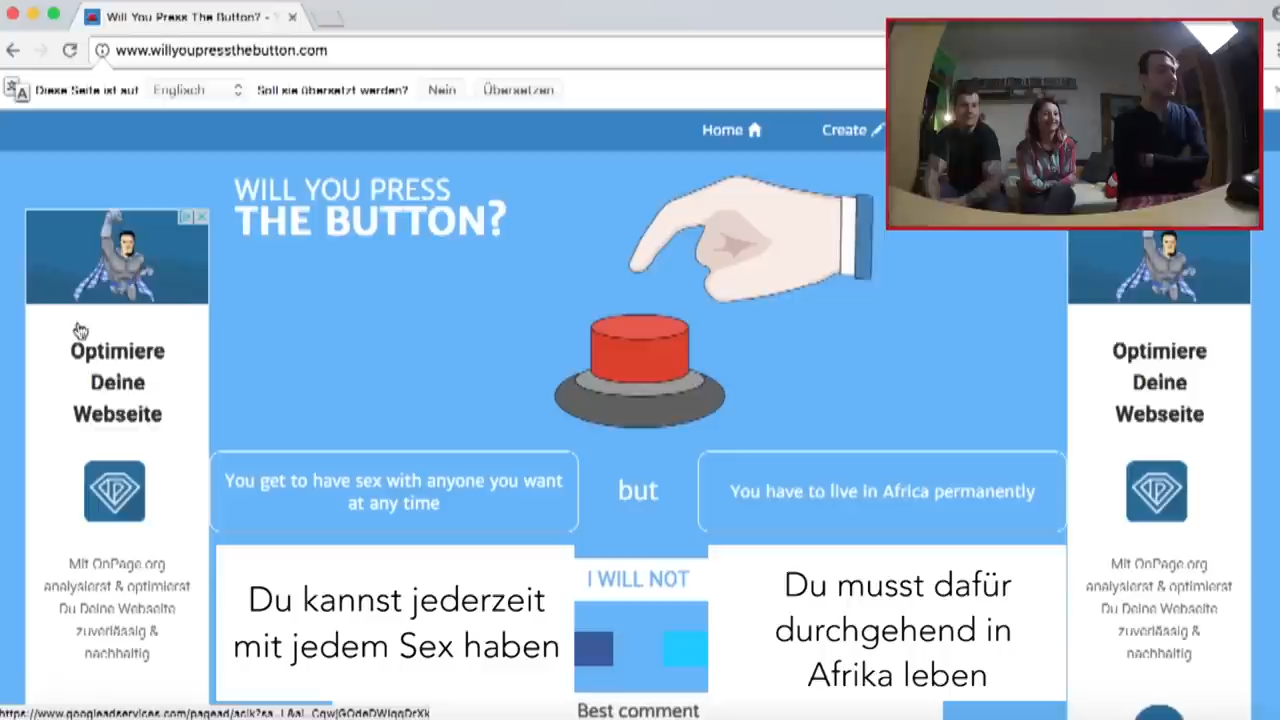 Will You Press The Button? -
www.willyoupressthebutton.com
Diese Seite ist auf Englisch Soll sie übersetzt werden? Nein Übersetzen
Home Create
WILL YOU PRESS
THE BUTTON?
Optimiere
Deine
Webseite
Mit OnPage.org
analysierst & optimierst
Du Deine Webseite
zuverlässig &
nachhaltig
You get to have sex with anyone you want
at any time
but
You have to live in Africa permanently
I WILL NOT
Du kannst jederzeit
mit jedem Sex haben
Du musst dafür
durchgehend in
Afrika leben
Best comment
Optimiere
Deine
Webseite
Mit OnPage.org
analysierst & optimierst
Du Deine Webseite
zuverlässig &
nachhaltig